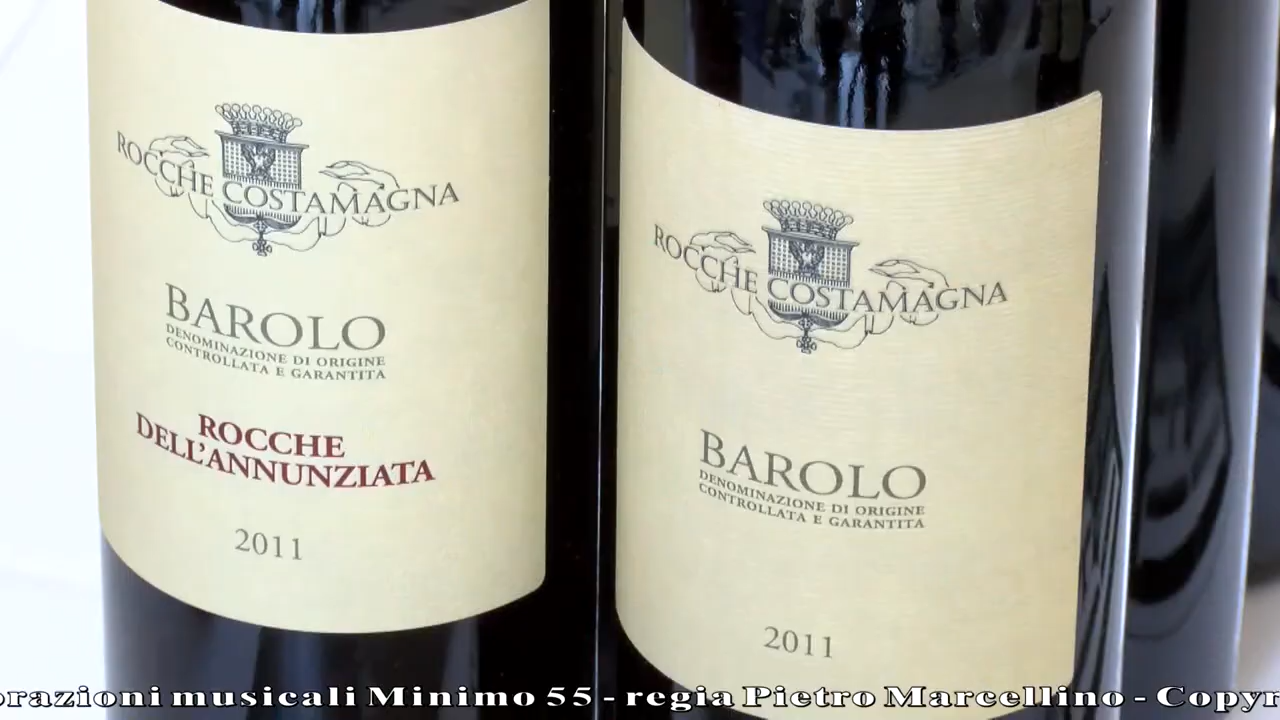 ROCCHE COSTAMAGNA
BAROLO
DENOMINAZIONE DI ORIGINE
CONTROLLATA E GARANTITA
ROCCHE
DELL'ANNUNZIATA
2011
ROCCHE COSTAMAGNA
BAROLO
DENOMINAZIONE DI ORIGINE
CONTROLLATA E GARANTITA
2011
musicali Minimo 55 - regia Pietro Marcellino -